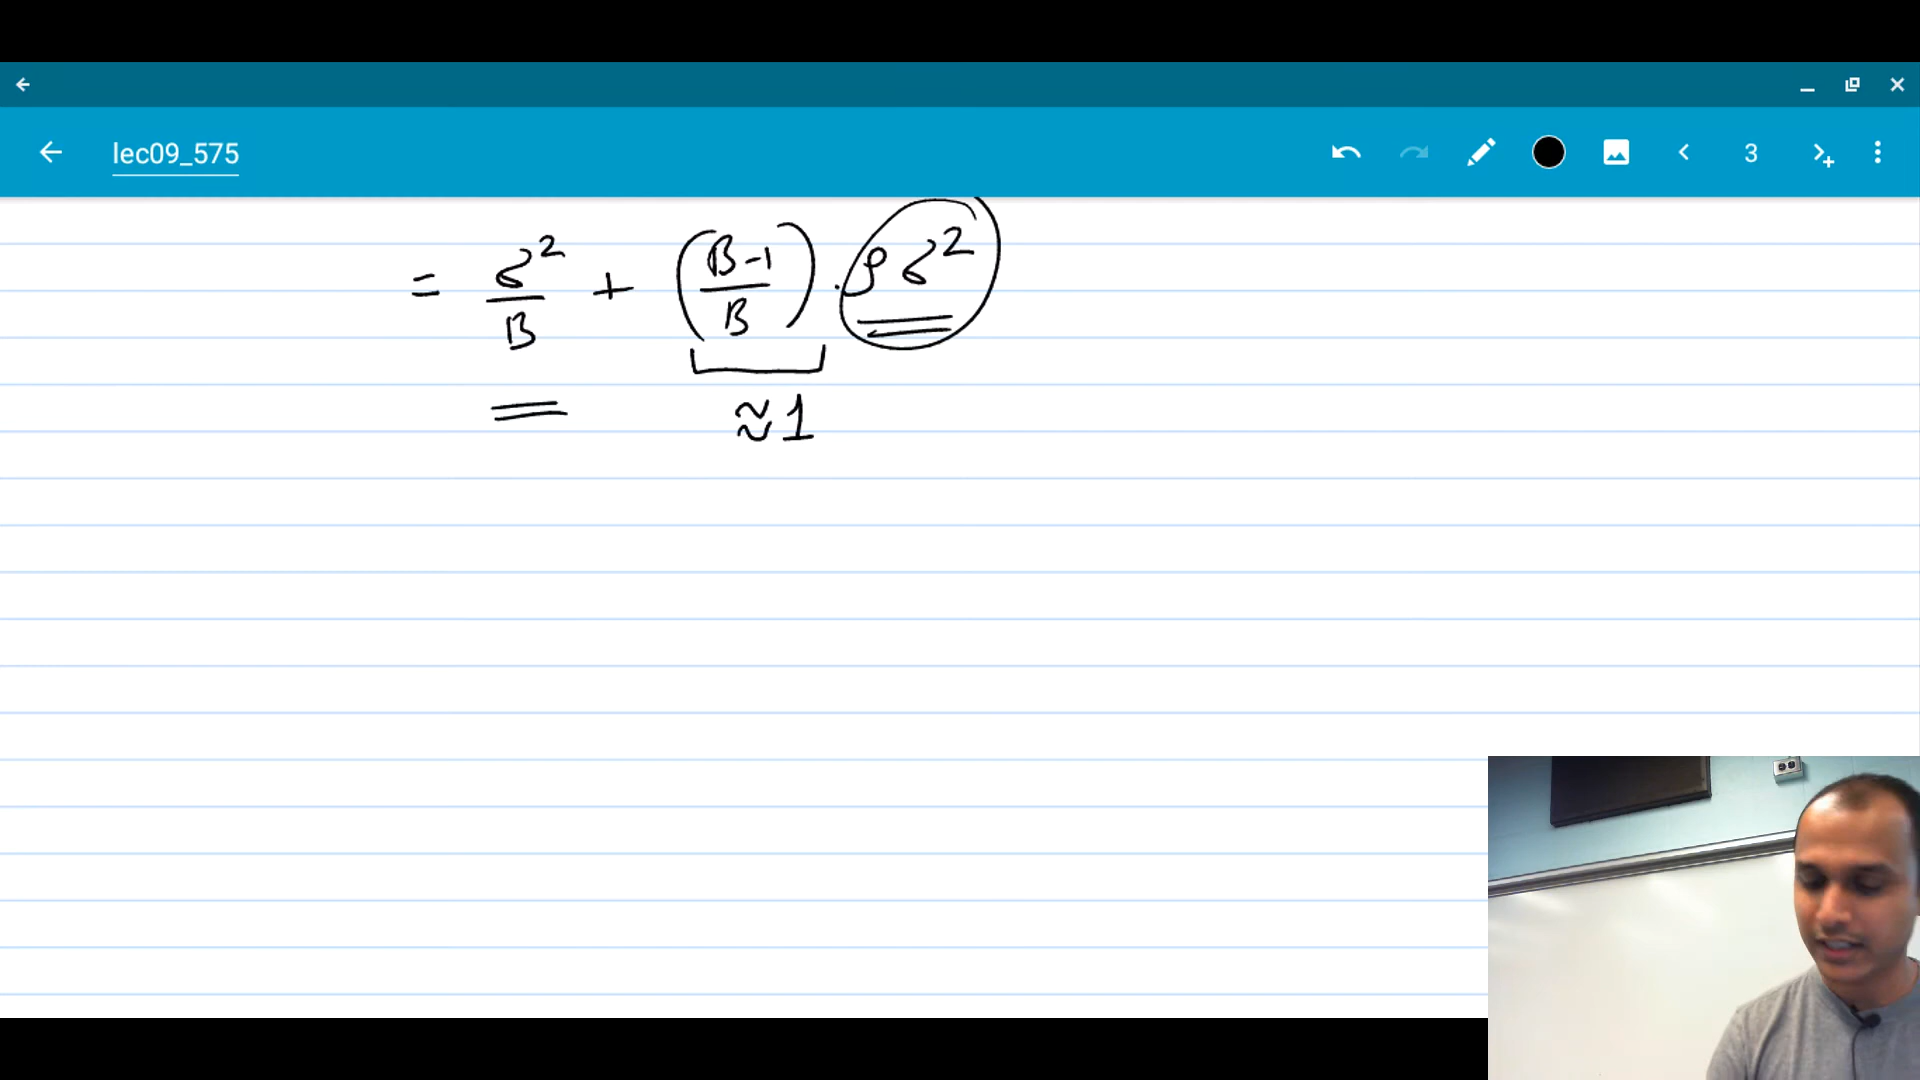 lec09_575
3
= σ²/B + ((B-1)/B) · ρσ²
≈ 1